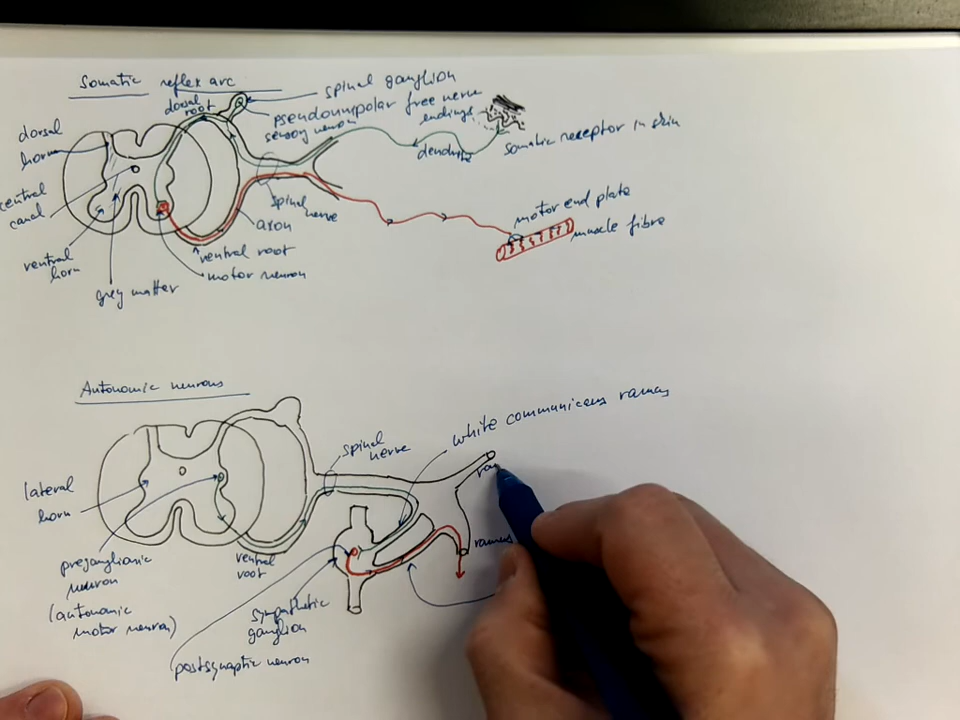 Somatic reflex arc
spinal ganglion
dorsal
root
pseudounipolar
sensory neuron
free nerve
endings
somatic receptor in skin
dendrite
dorsal
horn
central
canal
ventral
horn
grey matter
spinal
nerve
axon
ventral root
motor neuron
motor end plate
muscle fibre
Autonomic neurons
white communicans ramus
spinal
nerve
lateral
horn
preganglionic
neuron
(autonomic
motor neuron)
ventral
root
sympathetic
ganglion
postsynaptic neuron
ramus